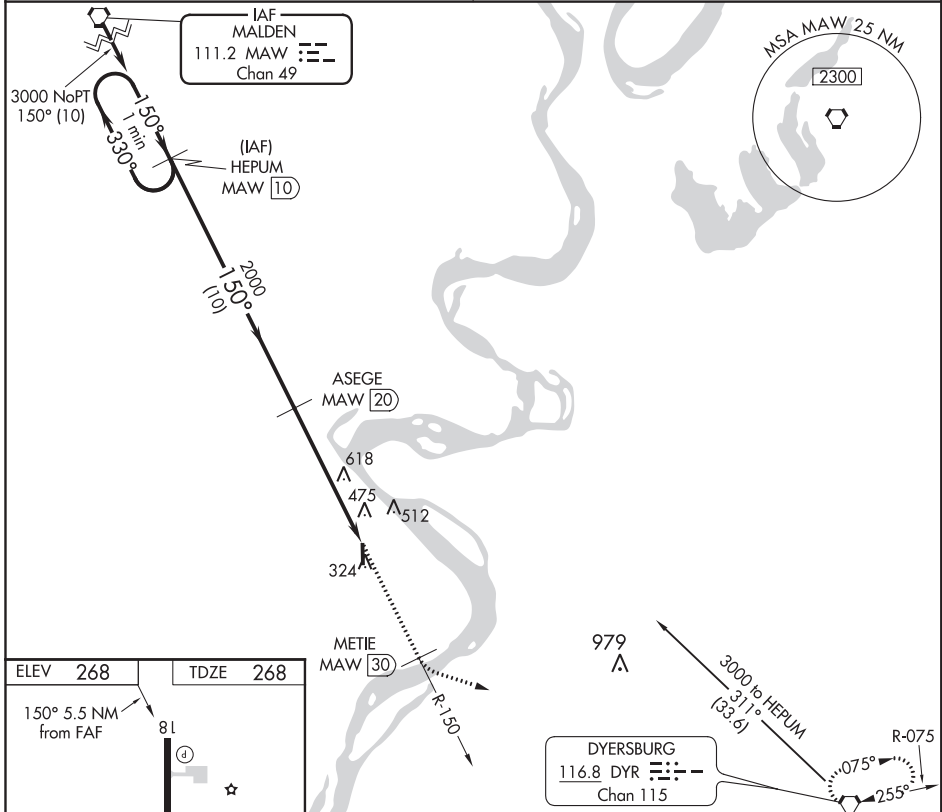 IAF
MALDEN
111.2 MAW
Chan 49
3000 NoPT
150° (10)
150°
1 min
330°
(IAF)
HEPUM
MAW 10
MSA MAW 25 NM
2300
2000
150°
(10)
ASEGE
MAW 20
618
475
512
324
METIE
MAW 30
R-150
979
3000 to HEPUM
311°
(33.6)
DYERSBURG
116.8 DYR
Chan 115
R-075
075°
255°
ELEV 268
TDZE 268
150° 5.5 NM
from FAF
18
P